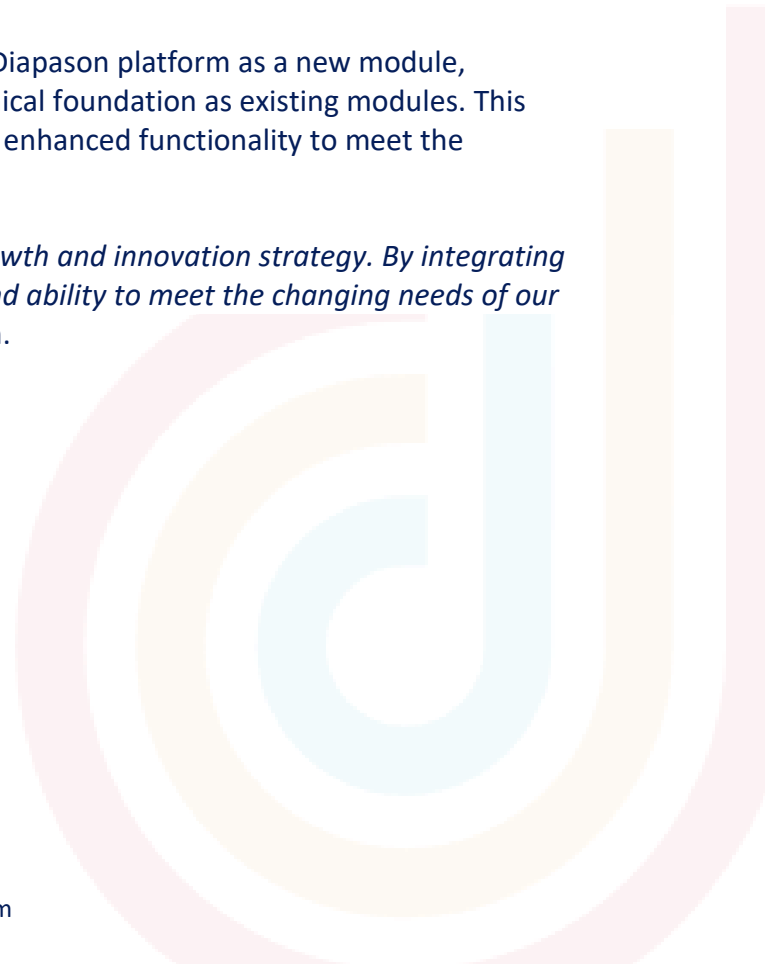 Diapason platform as a new module,
ical foundation as existing modules. This
enhanced functionality to meet the
wth and innovation strategy. By integrating
nd ability to meet the changing needs of our
.
m